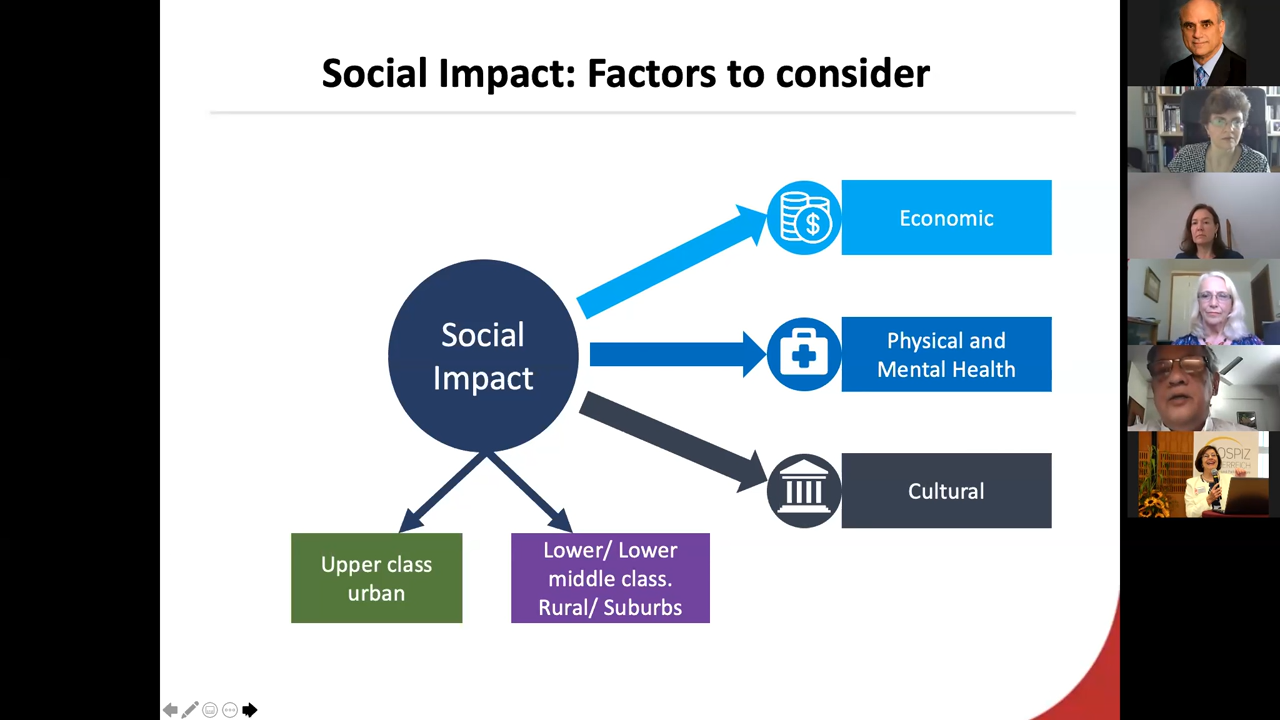 Social Impact: Factors to consider
Economic
Social
Impact
Physical and
Mental Health
Cultural
Upper class
urban
Lower/ Lower
middle class.
Rural/ Suburbs
$
OSPIZ